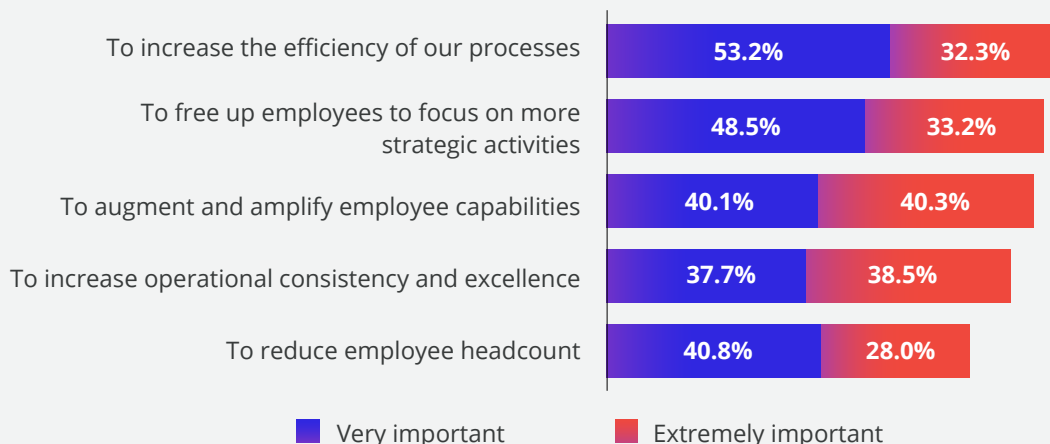 To increase the efficiency of our processes 53.2% 32.3%
To free up employees to focus on more
strategic activities 48.5% 33.2%
To augment and amplify employee capabilities 40.1% 40.3%
To increase operational consistency and excellence 37.7% 38.5%
To reduce employee headcount 40.8% 28.0%
Very important Extremely important